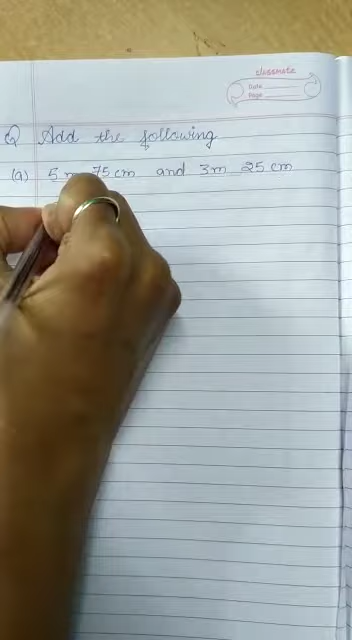 classmate
Date
Page
Q Add the following
(a) 5 m 75 cm and 3m 25 cm